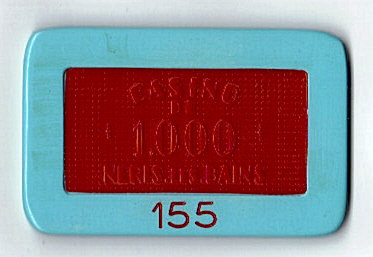 CASINO
DE
1.000
NERIS LES BAINS
155